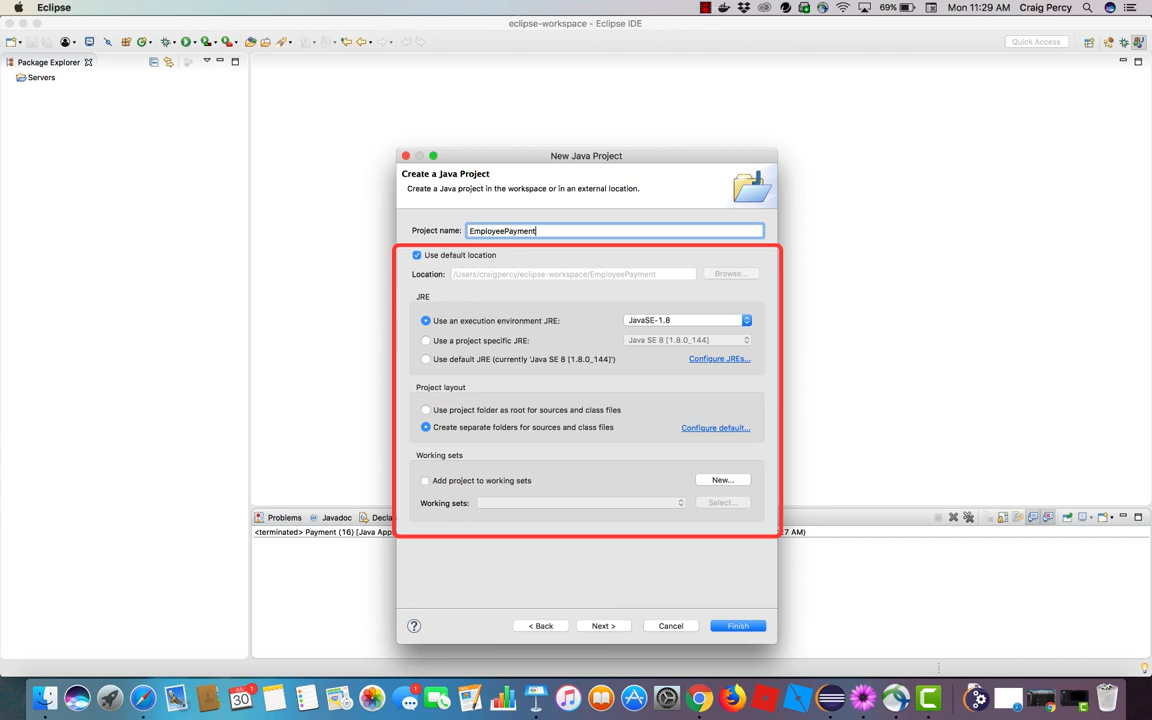 Eclipse
69%
Mon 11:29 AM Craig Percy
eclipse-workspace - Eclipse IDE
Quick Access
Package Explorer
Servers
New Java Project
Create a Java Project
Create a Java project in the workspace or in an external location.
Project name: EmployeePayment
Use default location
Location: /Users/craigpercy/eclipse-workspace/EmployeePayment Browse...
JRE
Use an execution environment JRE: JavaSE-1.8
Use a project specific JRE: Java SE 8 [1.8.0_144]
Use default JRE (currently 'Java SE 8 [1.8.0_144]') Configure JREs...
Project layout
Use project folder as root for sources and class files
Create separate folders for sources and class files Configure default...
Working sets
Add project to working sets New...
Working sets: Select...
Problems Javadoc Decla
<terminated> Payment (16) [Java App 7 AM)
? < Back Next > Cancel Finish
30 1 1